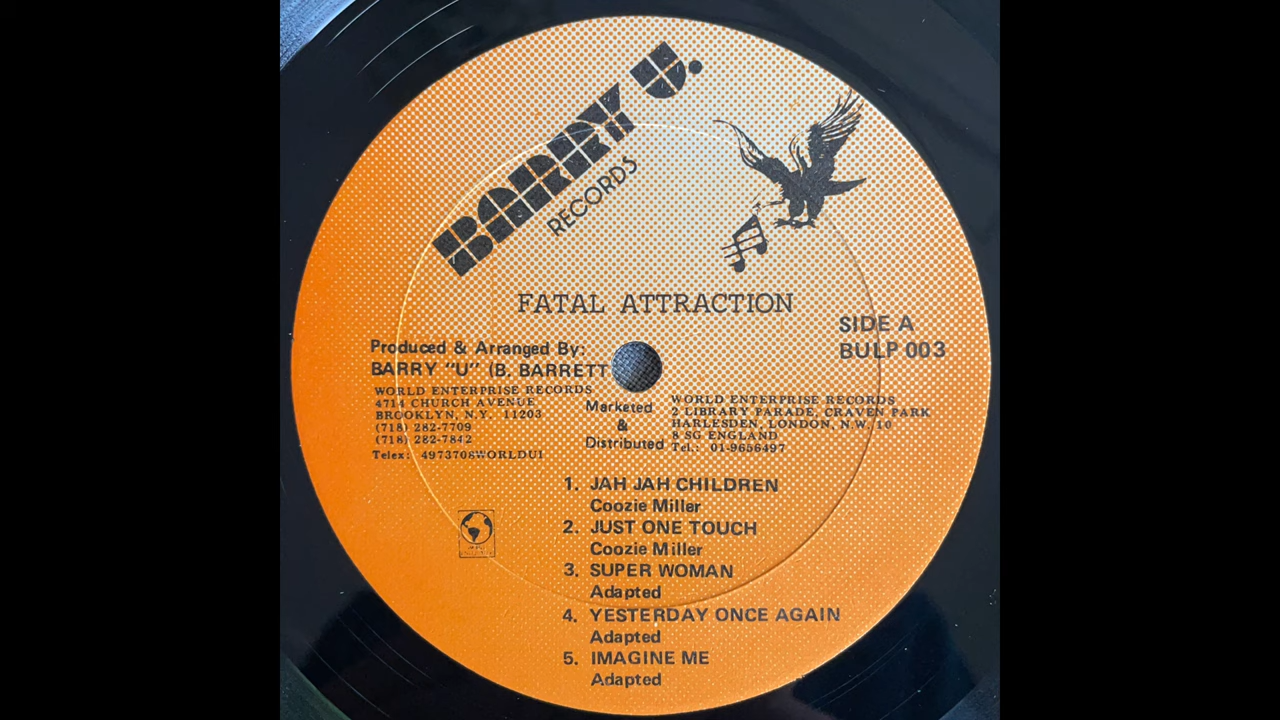 BARRY U.
RECORDS
FATAL ATTRACTION
SIDE A
BULP 003
Produced & Arranged By:
BARRY "U" (B. BARRETT
WORLD ENTERPRISE RECORDS
4714 CHURCH AVENUE
BROOKLYN, N.Y. 11203
(718) 282-7709
(718) 282-7842
Telex: 4973708WORLDUI
Marketed
&
Distributed
WORLD ENTERPRISE RECORDS
2 LIBRARY PARADE, CRAVEN PARK
HARLESDEN, LONDON, N.W. 10
8 SG ENGLAND
Tel.: 01-9656497
1. JAH JAH CHILDREN
Coozie Miller
2. JUST ONE TOUCH
Coozie Miller
3. SUPER WOMAN
Adapted
4. YESTERDAY ONCE AGAIN
Adapted
5. IMAGINE ME
Adapted